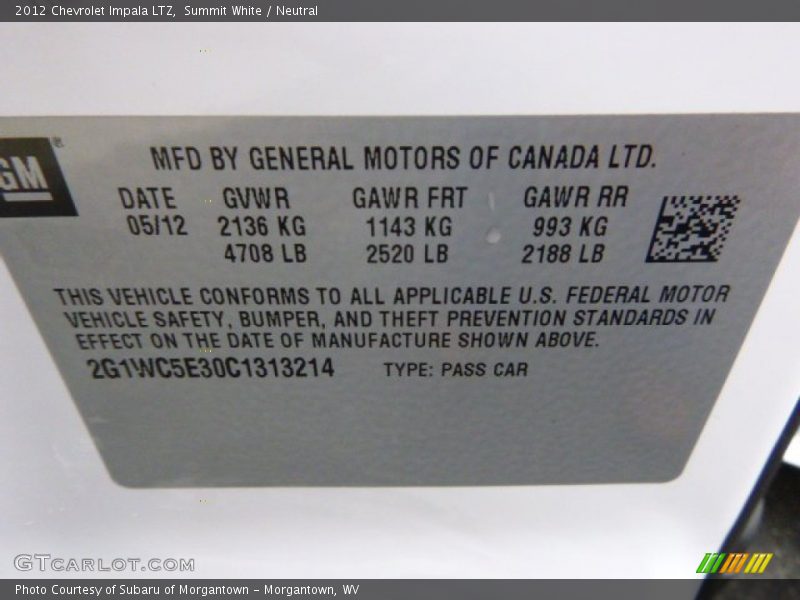 2012 Chevrolet Impala LTZ,  Summit White / Neutral
GM®
MFD BY GENERAL MOTORS OF CANADA LTD.
DATE GVWR GAWR FRT GAWR RR
05/12 2136 KG 1143 KG 993 KG
4708 LB 2520 LB 2188 LB
THIS VEHICLE CONFORMS TO ALL APPLICABLE U.S. FEDERAL MOTOR
VEHICLE SAFETY, BUMPER, AND THEFT PREVENTION STANDARDS IN
EFFECT ON THE DATE OF MANUFACTURE SHOWN ABOVE.
2G1WC5E30C1313214 TYPE: PASS CAR
GTCARLOT.COM
Photo Courtesy of Subaru of Morgantown - Morgantown, WV